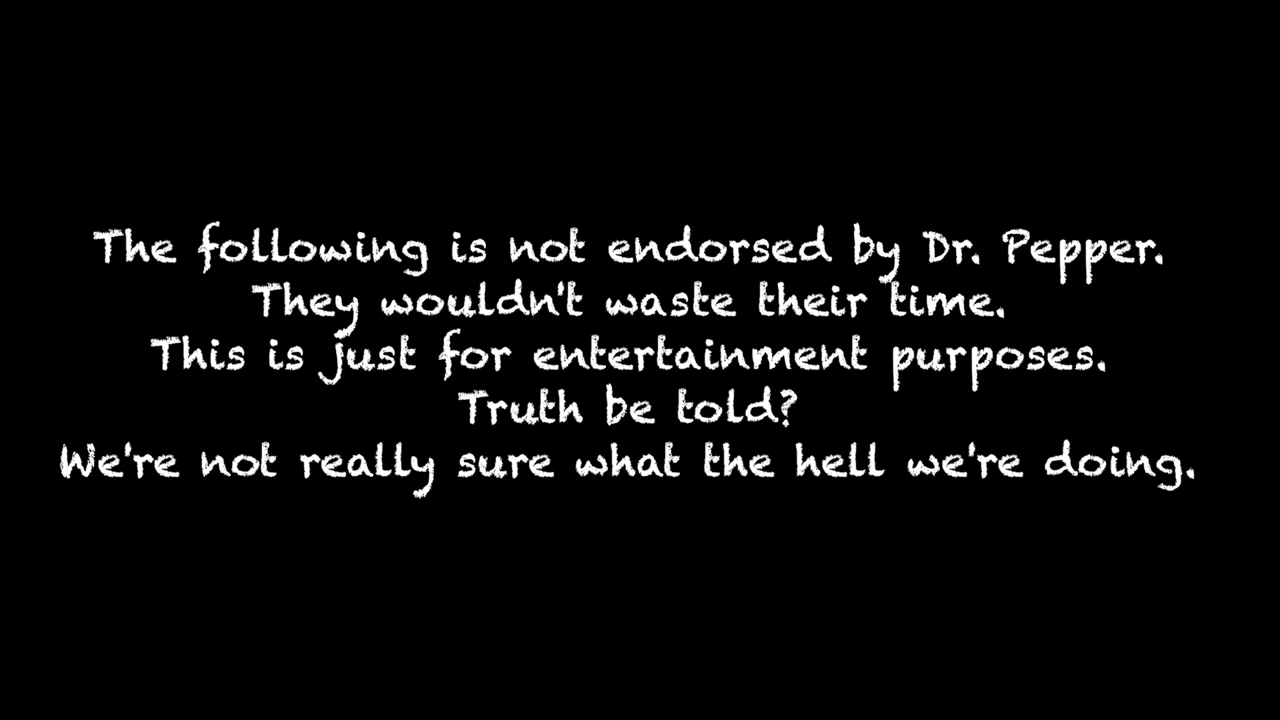 The following is not endorsed by Dr. Pepper.
They wouldn't waste their time.
This is just for entertainment purposes.
Truth be told?
We're not really sure what the hell we're doing.